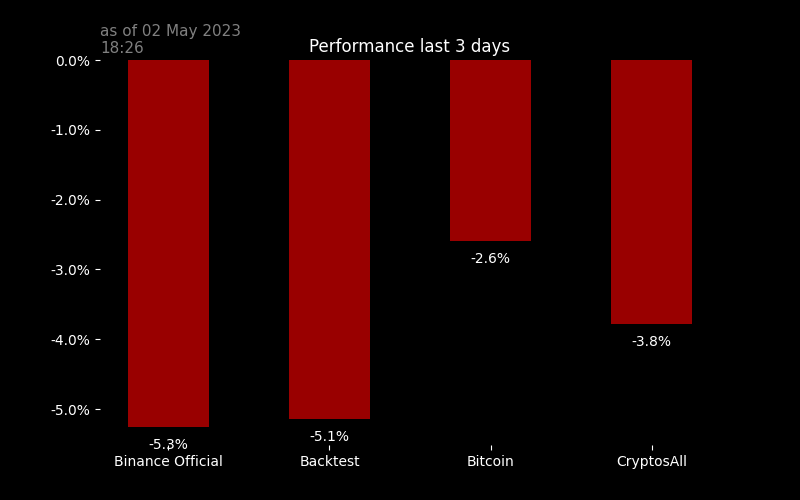 as of 02 May 2023
18:26
Performance last 3 days
0.0%
-1.0%
-2.0%
-3.0%
-4.0%
-5.0%
-5.3%
-5.1%
-2.6%
-3.8%
Binance Official
Backtest
Bitcoin
CryptosAll